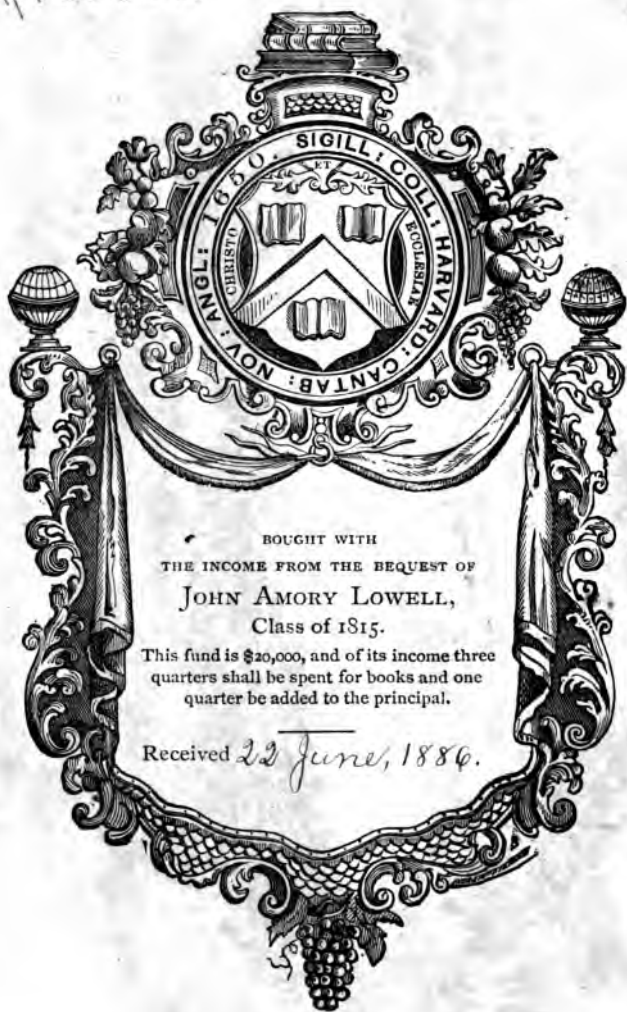 SIGILL: COLL: HARVARD: CANTAB: NOV: ANGL: 1650.
ET
CHRISTO
ECCLESIAE
BOUGHT WITH
THE INCOME FROM THE BEQUEST OF
JOHN AMORY LOWELL,
Class of 1815.
This fund is $20,000, and of its income three
quarters shall be spent for books and one
quarter be added to the principal.
Received 22 June, 1886.